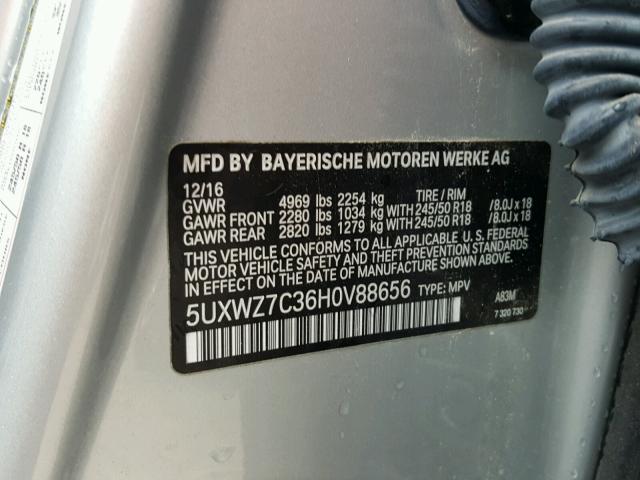 MFD BY BAYERISCHE MOTOREN WERKE AG
12/16
GVWR 4969 lbs 2254 kg TIRE / RIM
GAWR FRONT 2280 lbs 1034 kg WITH 245/50 R18 /8.0J x 18
GAWR REAR 2820 lbs 1279 kg WITH 245/50 R18 /8.0J x 18
THIS VEHICLE CONFORMS TO ALL APPLICABLE U.S. FEDERAL
MOTOR VEHICLE SAFETY AND THEFT PREVENTION STANDARDS
IN EFFECT ON THE DATE OF MANUFACTURE SHOWN ABOVE.
5UXWZ7C36H0V88656 TYPE: MPV A83M
7 320 730